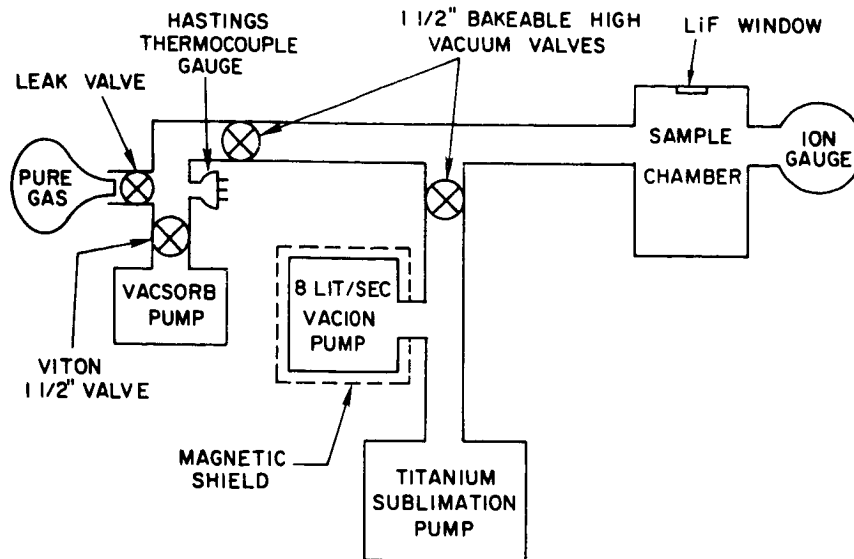 HASTINGS
THERMOCOUPLE
GAUGE
1 1/2" BAKEABLE HIGH
VACUUM VALVES
LiF WINDOW
LEAK VALVE
PURE
GAS
SAMPLE
CHAMBER
ION
GAUGE
VACSORB
PUMP
8 LIT/SEC
VACION
PUMP
VITON
1 1/2" VALVE
MAGNETIC
SHIELD
TITANIUM
SUBLIMATION
PUMP